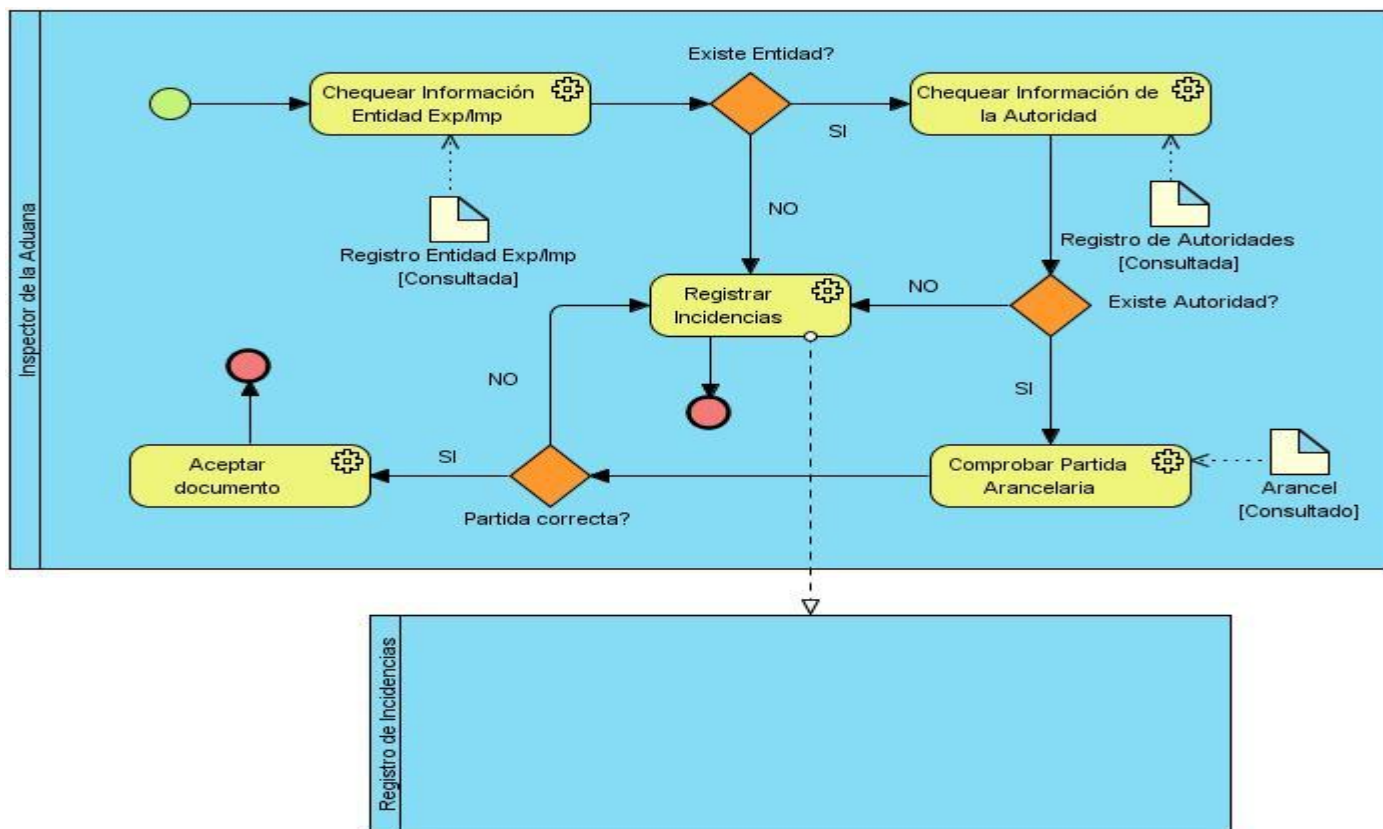 Existe Entidad?
Chequear Información
Entidad Exp/Imp
SI
Chequear Información de
la Autoridad
NO
Registro Entidad Exp/Imp
[Consultada]
Registro de Autoridades
[Consultada]
Inspector de la Aduana
Registrar
Incidencias
NO
Existe Autoridad?
NO
SI
Aceptar
documento
SI
Partida correcta?
Comprobar Partida
Arancelaria
Arancel
[Consultado]
Registro de Incidencias